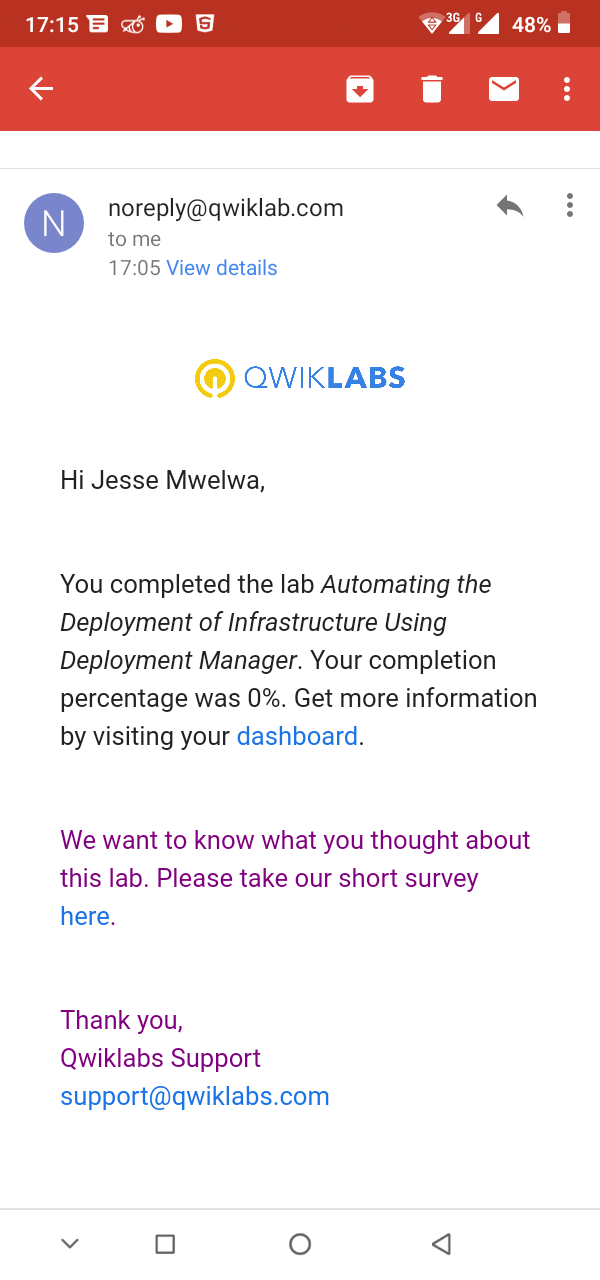 17:15
3G
G
48%
noreply@qwiklab.com
to me
17:05 View details
N
QWIKLABS
Hi Jesse Mwelwa,
You completed the lab Automating the
Deployment of Infrastructure Using
Deployment Manager. Your completion
percentage was 0%. Get more information
by visiting your dashboard.
We want to know what you thought about
this lab. Please take our short survey
here.
Thank you,
Qwiklabs Support
support@qwiklabs.com